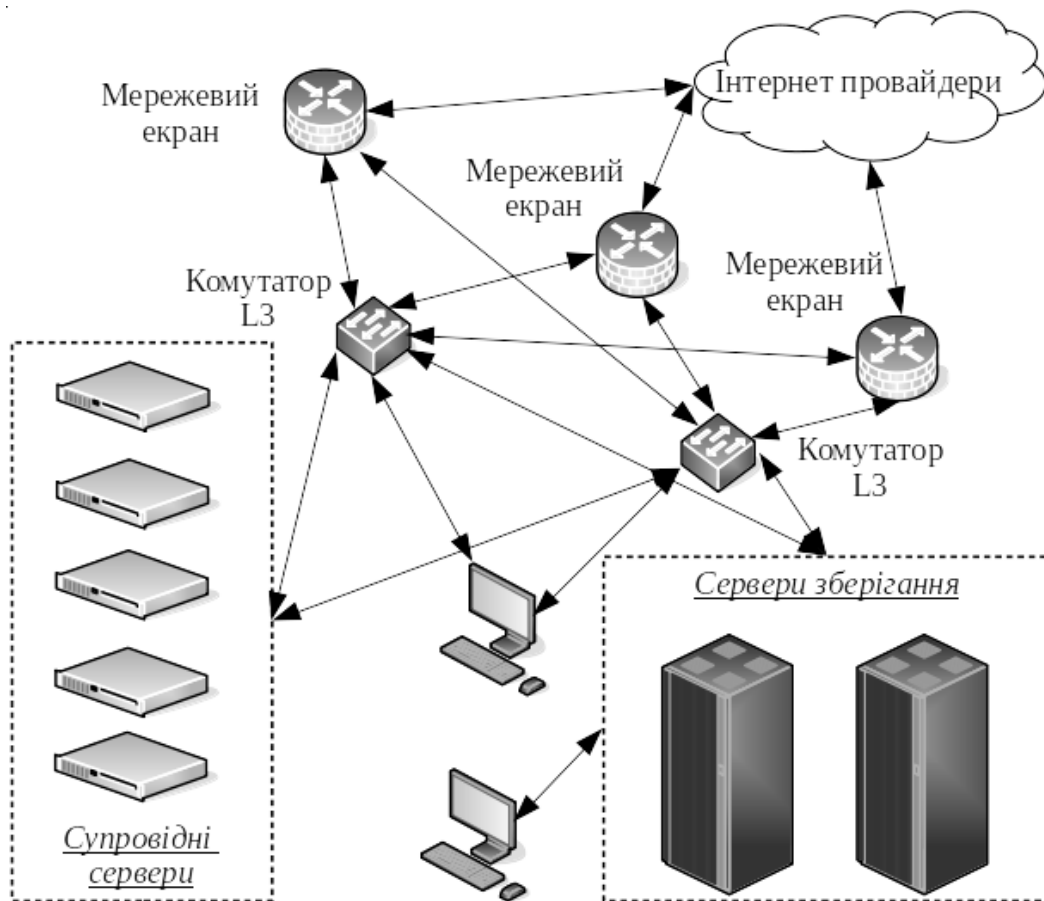 Інтернет провайдери
Мережевий
екран
Мережевий
екран
Мережевий
екран
Комутатор
L3
Комутатор
L3
Сервери зберігання
Супровідні
сервери